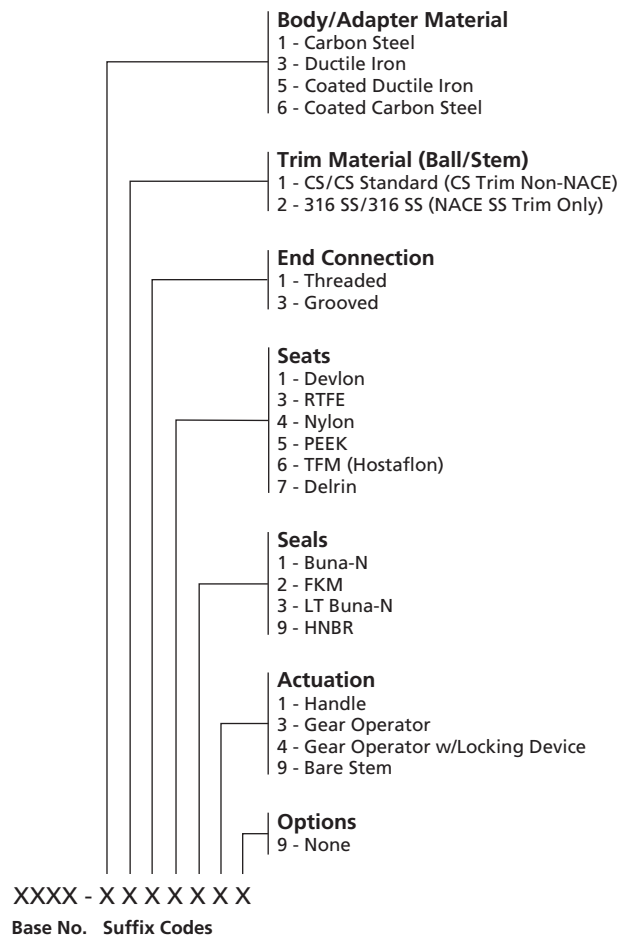 Body/Adapter Material
1 - Carbon Steel
3 - Ductile Iron
5 - Coated Ductile Iron
6 - Coated Carbon Steel
Trim Material (Ball/Stem)
1 - CS/CS Standard (CS Trim Non-NACE)
2 - 316 SS/316 SS (NACE SS Trim Only)
End Connection
1 - Threaded
3 - Grooved
Seats
1 - Devlon
3 - RTFE
4 - Nylon
5 - PEEK
6 - TFM (Hostaflon)
7 - Delrin
Seals
1 - Buna-N
2 - FKM
3 - LT Buna-N
9 - HNBR
Actuation
1 - Handle
3 - Gear Operator
4 - Gear Operator w/Locking Device
9 - Bare Stem
Options
9 - None
XXXX - X X X X X X X
Base No. Suffix Codes